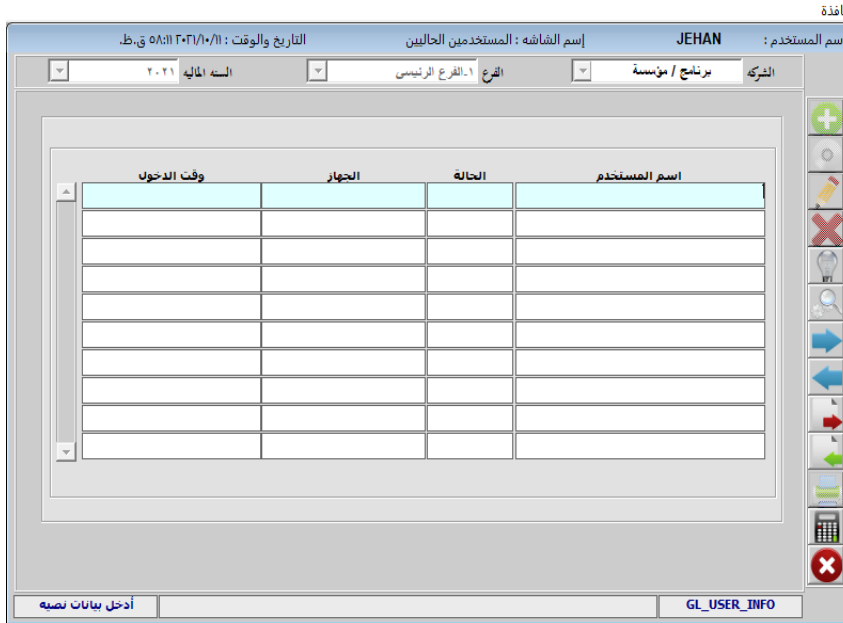 افذة
سم المستخدم : JEHAN إسم الشاشه : المستخدمين الحاليين التاريخ والوقت : ٢٠٢١/١٠/١١ ٥٨:١١ ق.ظ.
الشركه برنامج / مؤسسة الفرع ١-الفرع الرئيسى السنه الماليه ٢٠٢١
اسم المستخدم الحالة الجهاز وقت الدخول
GL_USER_INFO أدخل بيانات نصيه